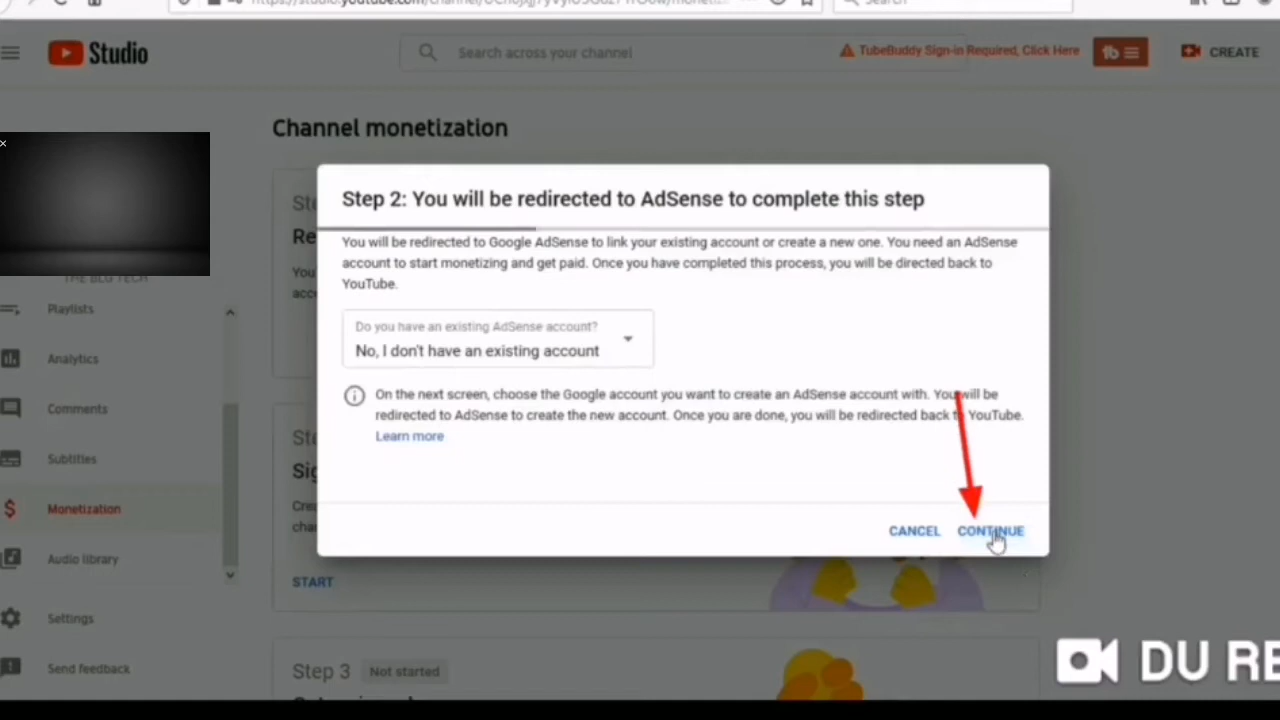 Search
Studio
Search across your channel
TubeBuddy Sign-in Required, Click Here
tb
CREATE
Channel monetization
Step 2: You will be redirected to AdSense to complete this step
You will be redirected to Google AdSense to link your existing account or create a new one. You need an AdSense
account to start monetizing and get paid. Once you have completed this process, you will be directed back to
YouTube.
Do you have an existing AdSense account?
No, I don't have an existing account
On the next screen, choose the Google account you want to create an AdSense account with. You will be
redirected to AdSense to create the new account. Once you are done, you will be redirected back to YouTube.
Learn more
CANCEL CONTINUE
THE BLU TECH
Playlists
Analytics
Comments
Subtitles
Monetization
Audio library
Settings
Send feedback
START
Step 3 Not started
DU RE